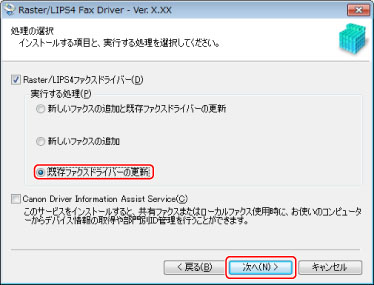 Raster/LIPS4 Fax Driver - Ver. X.XX
処理の選択
インストールする項目と、実行する処理を選択してください。
Raster/LIPS4ファクスドライバー(D)
実行する処理(P)
新しいファクスの追加と既存ファクスドライバーの更新
新しいファクスの追加
既存ファクスドライバーの更新
Canon Driver Information Assist Service(C)
このサービスをインストールすると、共有ファクスまたはローカルファクス使用時に、お使いのコンピュータ
ーからデバイス情報の取得や部門別ID管理を行うことができます。
< 戻る(B)
次へ(N) >
キャンセル